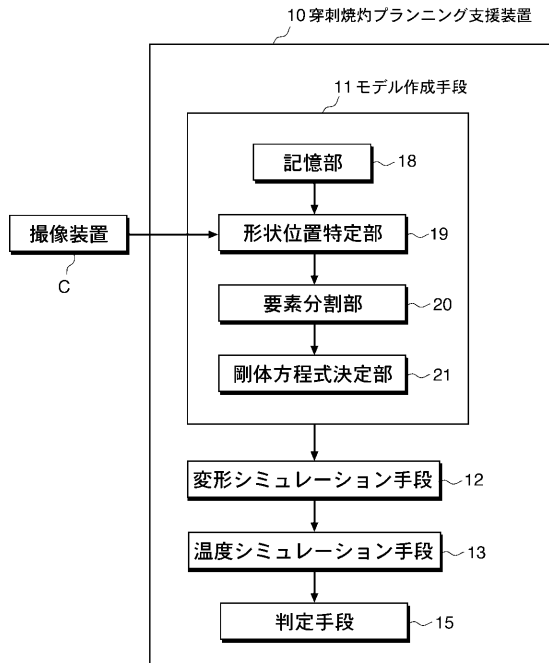 10 穿刺焼灼プランニング支援装置
11 モデル作成手段
記憶部
18
撮像装置
C
形状位置特定部
19
要素分割部
20
剛体方程式決定部
21
変形シミュレーション手段
12
温度シミュレーション手段
13
判定手段
15